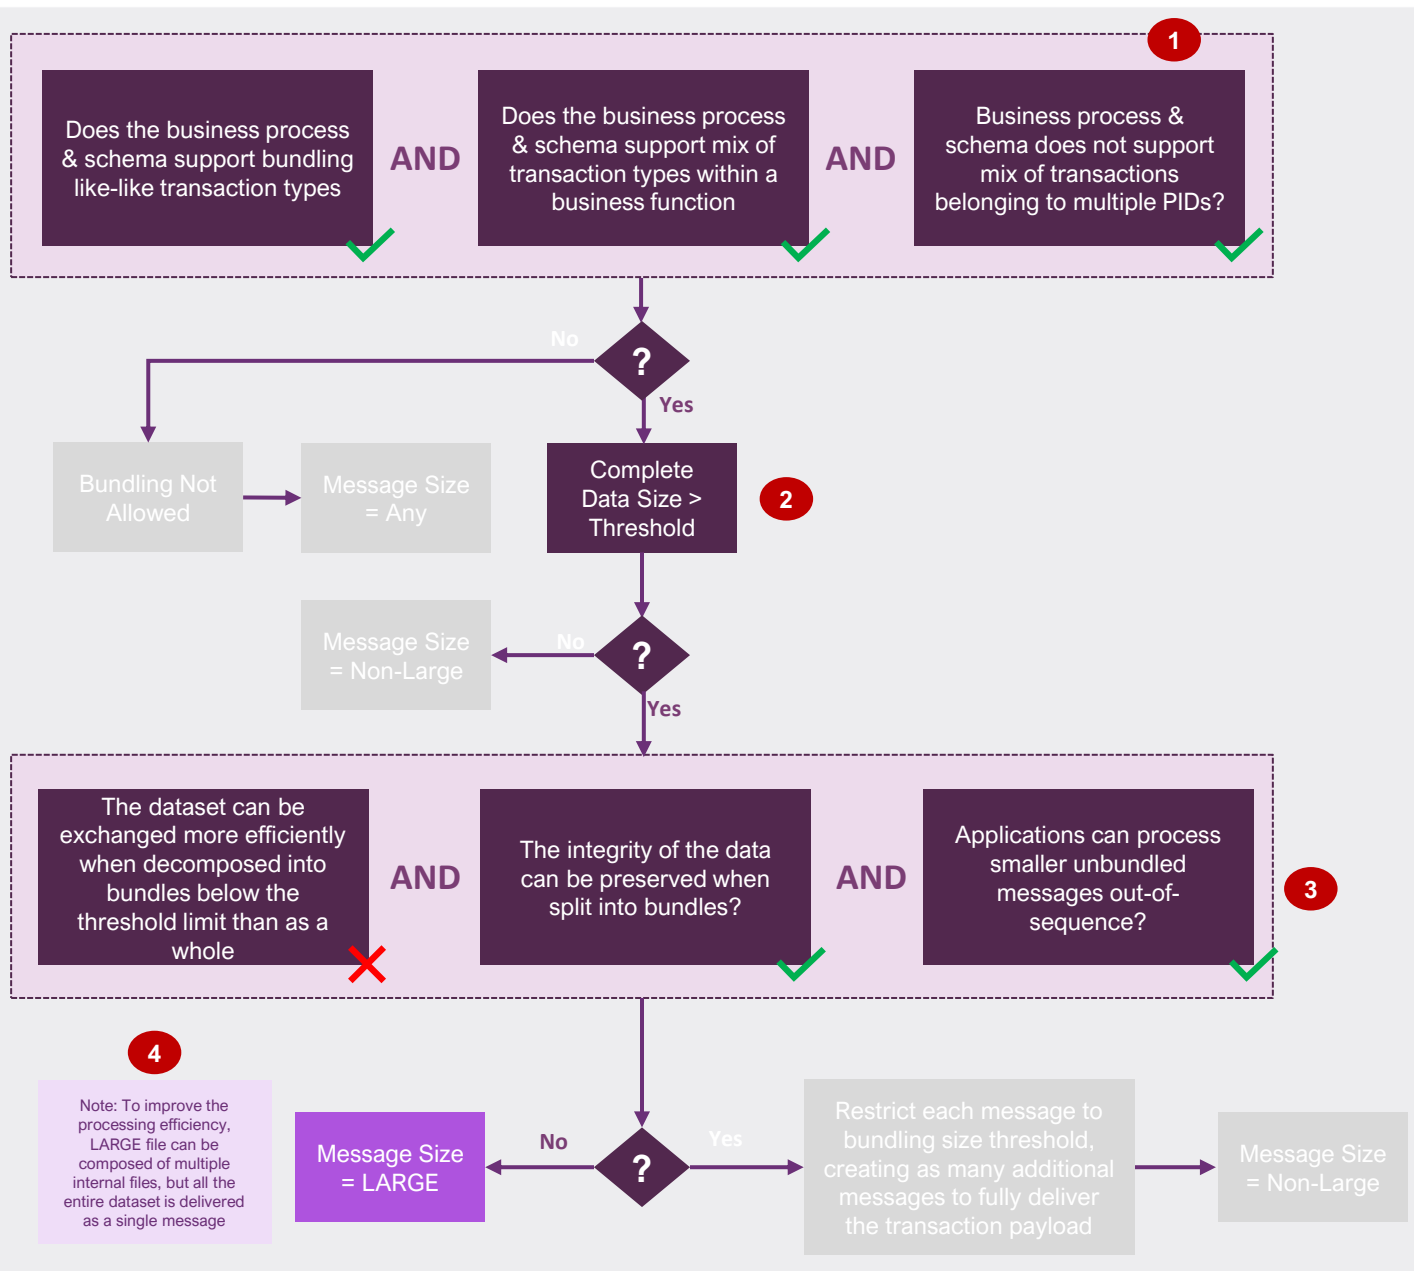 1
Does the business process
& schema support bundling
like-like transaction types
AND
Does the business process
& schema support mix of
transaction types within a
business function
AND
Business process &
schema does not support
mix of transactions
belonging to multiple PIDs?
No
?
Yes
Bundling Not
Allowed
Message Size
= Any
Complete
Data Size >
Threshold
2
Message Size
= Non-Large
No
?
Yes
The dataset can be
exchanged more efficiently
when decomposed into
bundles below the
threshold limit than as a
whole
AND
The integrity of the data
can be preserved when
split into bundles?
AND
Applications can process
smaller unbundled
messages out-of-
sequence?
3
4
Note: To improve the
processing efficiency,
LARGE file can be
composed of multiple
internal files, but all the
entire dataset is delivered
as a single message
Message Size
= LARGE
No
?
Yes
Restrict each message to
bundling size threshold,
creating as many additional
messages to fully deliver
the transaction payload
Message Size
= Non-Large